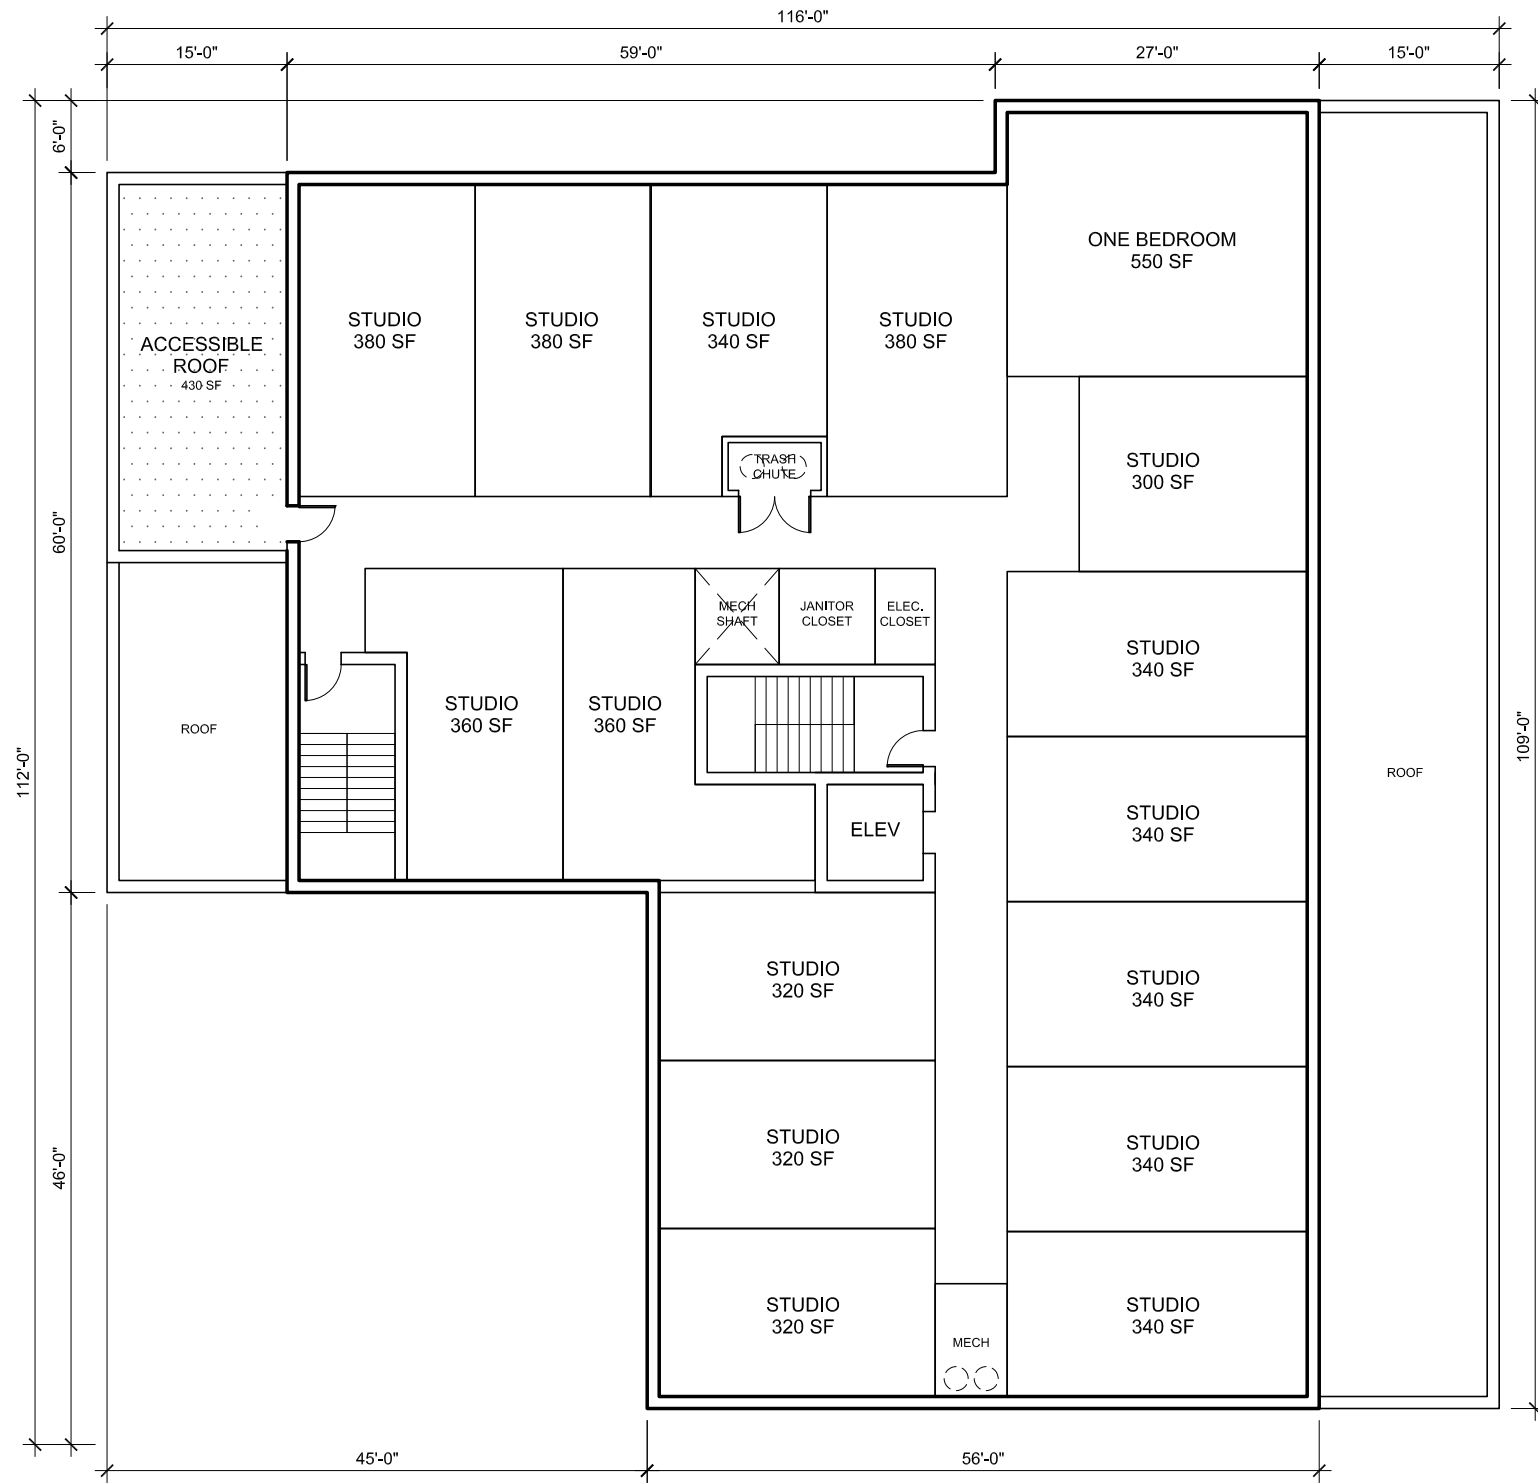 116'-0"
15'-0"
59'-0"
27'-0"
15'-0"
6'-0"
ONE BEDROOM
550 SF
STUDIO
380 SF
STUDIO
380 SF
STUDIO
340 SF
STUDIO
380 SF
ACCESSIBLE
ROOF
430 SF
TRASH
CHUTE
STUDIO
300 SF
60'-0"
MECH
SHAFT
JANITOR
CLOSET
ELEC.
CLOSET
STUDIO
340 SF
STUDIO
360 SF
STUDIO
360 SF
ROOF
112'-0"
109'-0"
ROOF
ELEV
STUDIO
340 SF
STUDIO
320 SF
STUDIO
340 SF
46'-0"
STUDIO
320 SF
STUDIO
340 SF
STUDIO
320 SF
MECH
STUDIO
340 SF
45'-0"
56'-0"